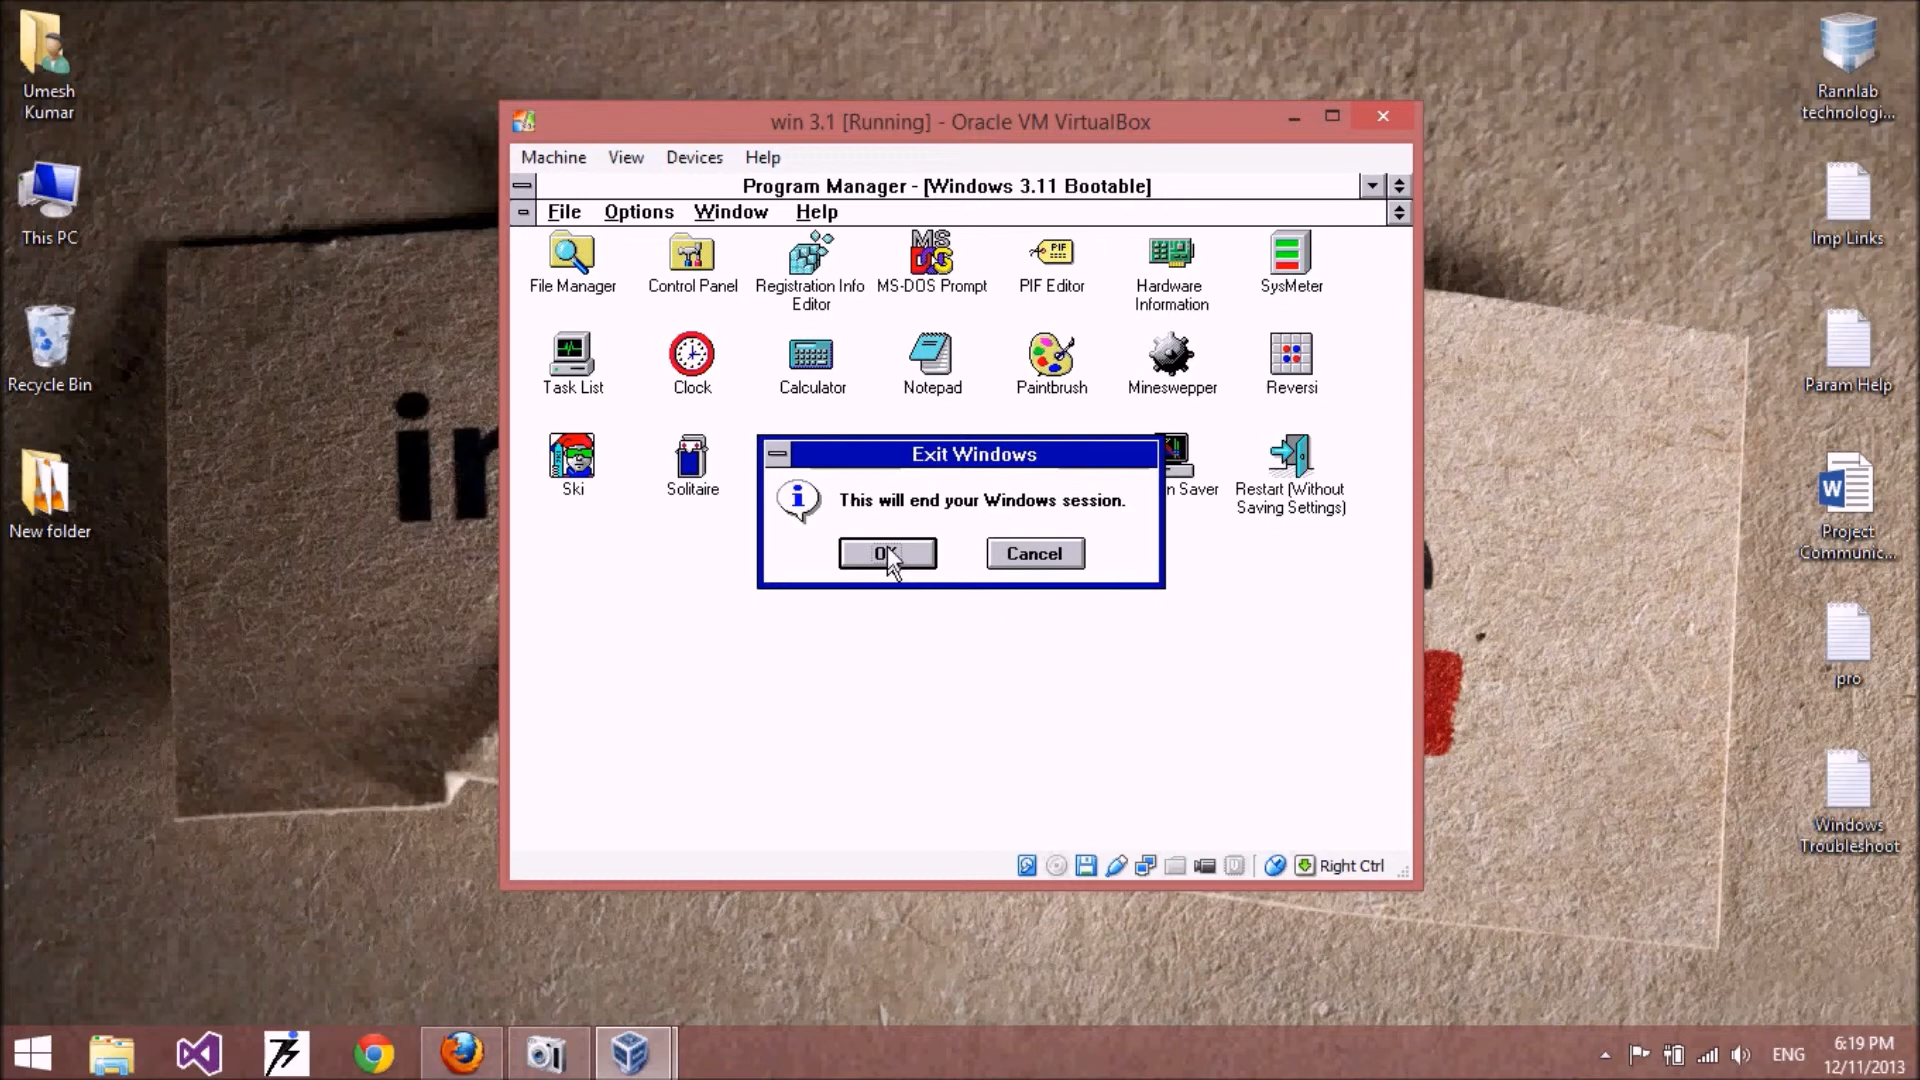 Umesh
Kumar
This PC
Recycle Bin
New folder
win 3.1 [Running] - Oracle VM VirtualBox
Machine View Devices Help
Program Manager - [Windows 3.11 Bootable]
File Options Window Help
File Manager
Control Panel
Registration Info
Editor
MS-DOS Prompt
PIF Editor
Hardware
Information
SysMeter
Task List
Clock
Calculator
Notepad
Paintbrush
Mineswepper
Reversi
Ski
Solitaire
n Saver
Restart (Without
Saving Settings)
Exit Windows
This will end your Windows session.
OK
Cancel
Right Ctrl
Rannlab
technologi...
Imp Links
Param Help
Project
Communic...
pro
Windows
Troubleshoot
in
ENG
6:19 PM
12/11/2013